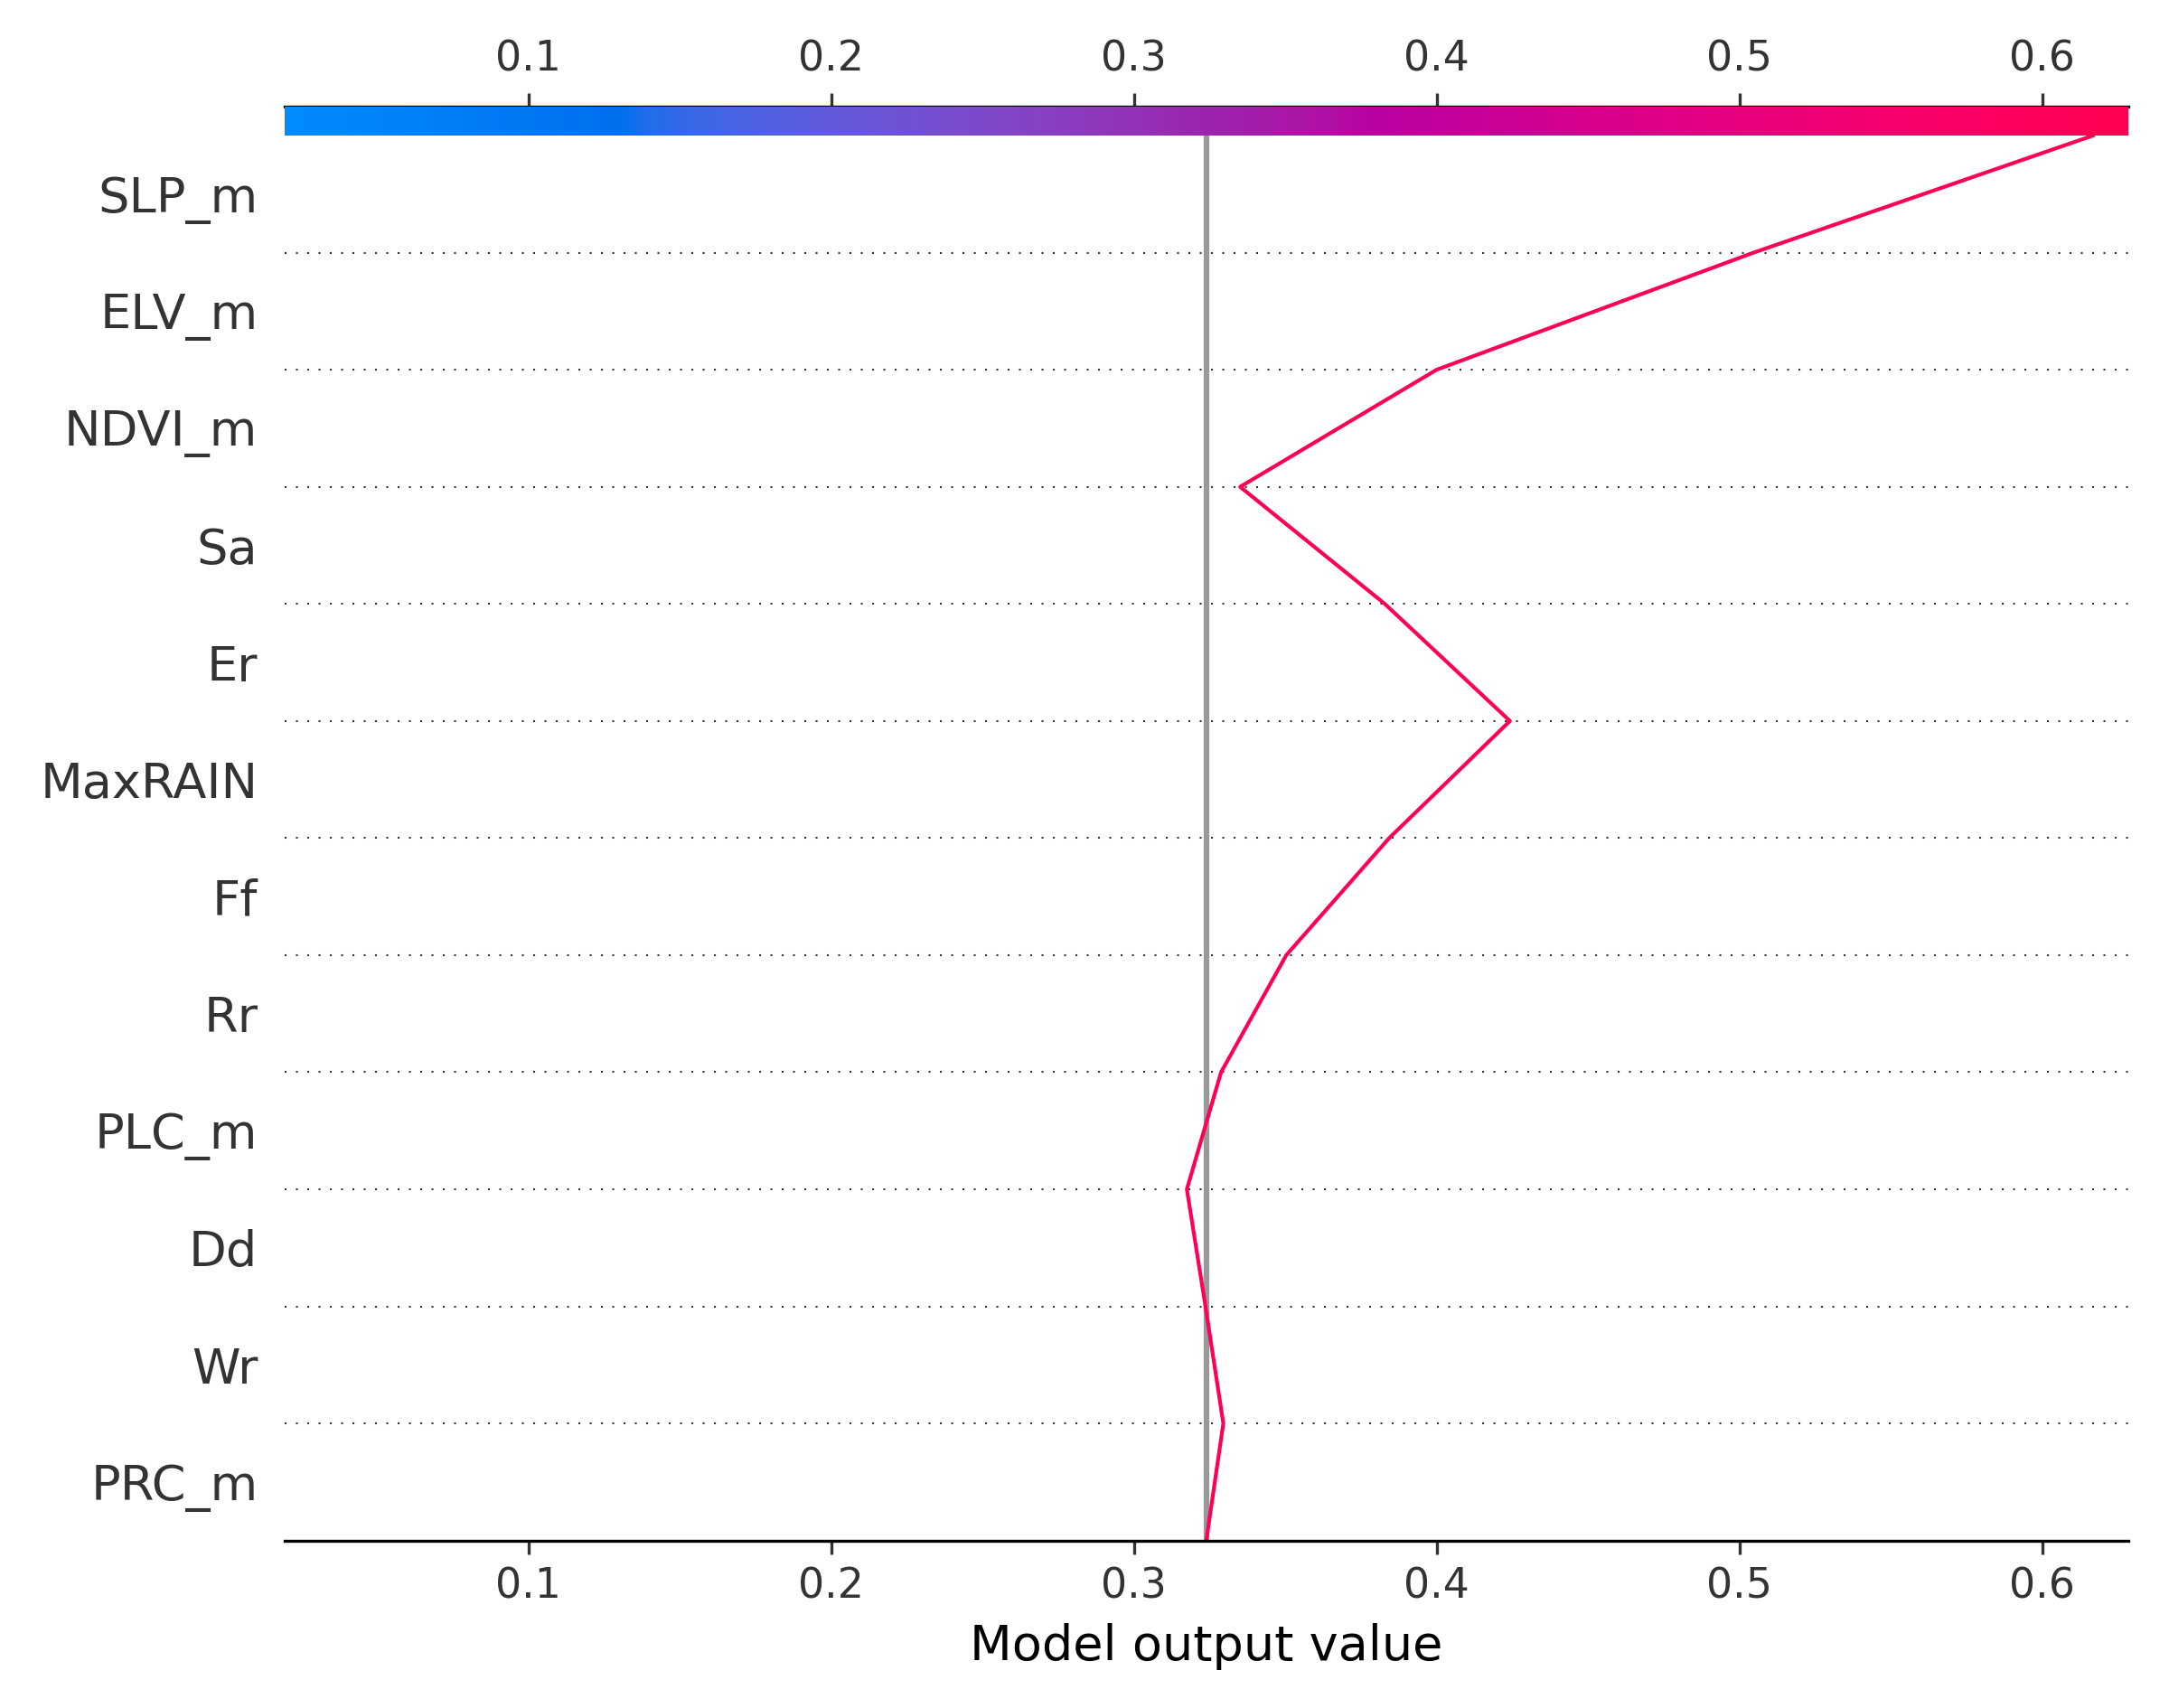 0.1 0.2 0.3 0.4 0.5 0.6
SLP_m
ELV_m
NDVI_m
Sa
Er
MaxRAIN
Ff
Rr
PLC_m
Dd
Wr
PRC_m
0.1 0.2 0.3 0.4 0.5 0.6
Model output value